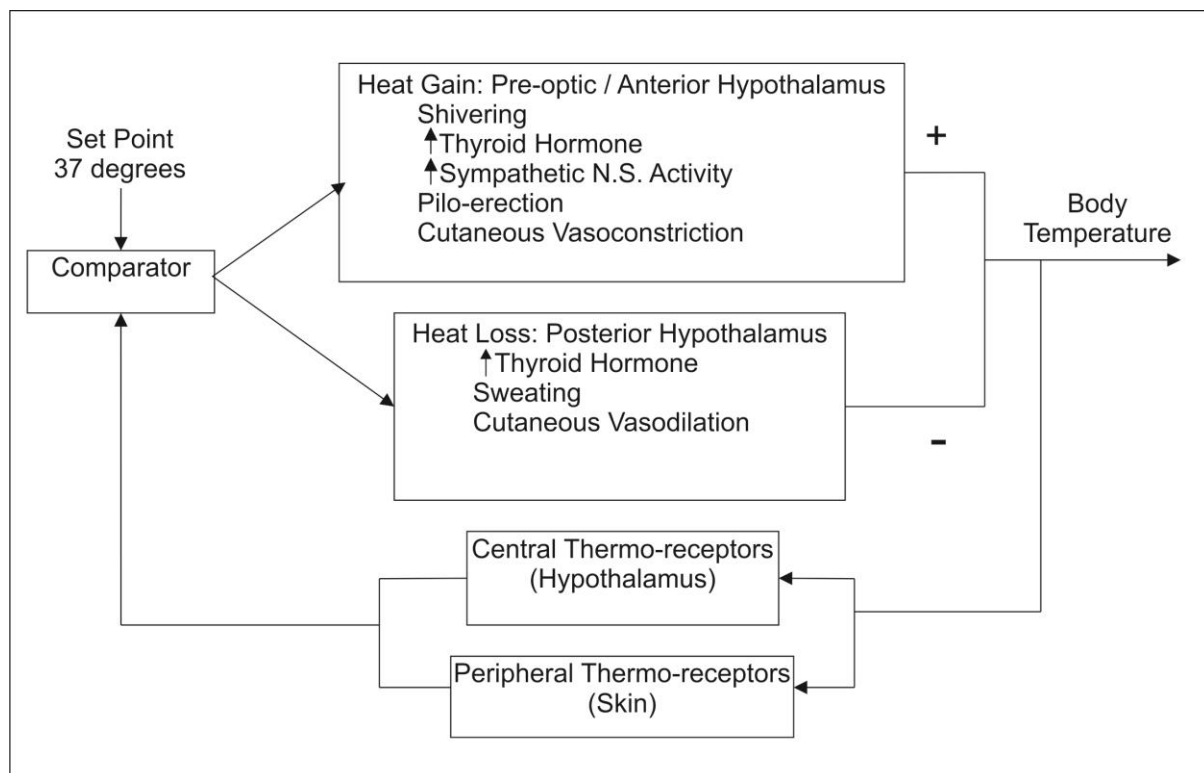 Set Point
37 degrees
Comparator
Heat Gain: Pre-optic / Anterior Hypothalamus
Shivering
↑Thyroid Hormone
↑Sympathetic N.S. Activity
Pilo-erection
Cutaneous Vasoconstriction
+
Body
Temperature
Heat Loss: Posterior Hypothalamus
↑Thyroid Hormone
Sweating
Cutaneous Vasodilation
-
Central Thermo-receptors
(Hypothalamus)
Peripheral Thermo-receptors
(Skin)